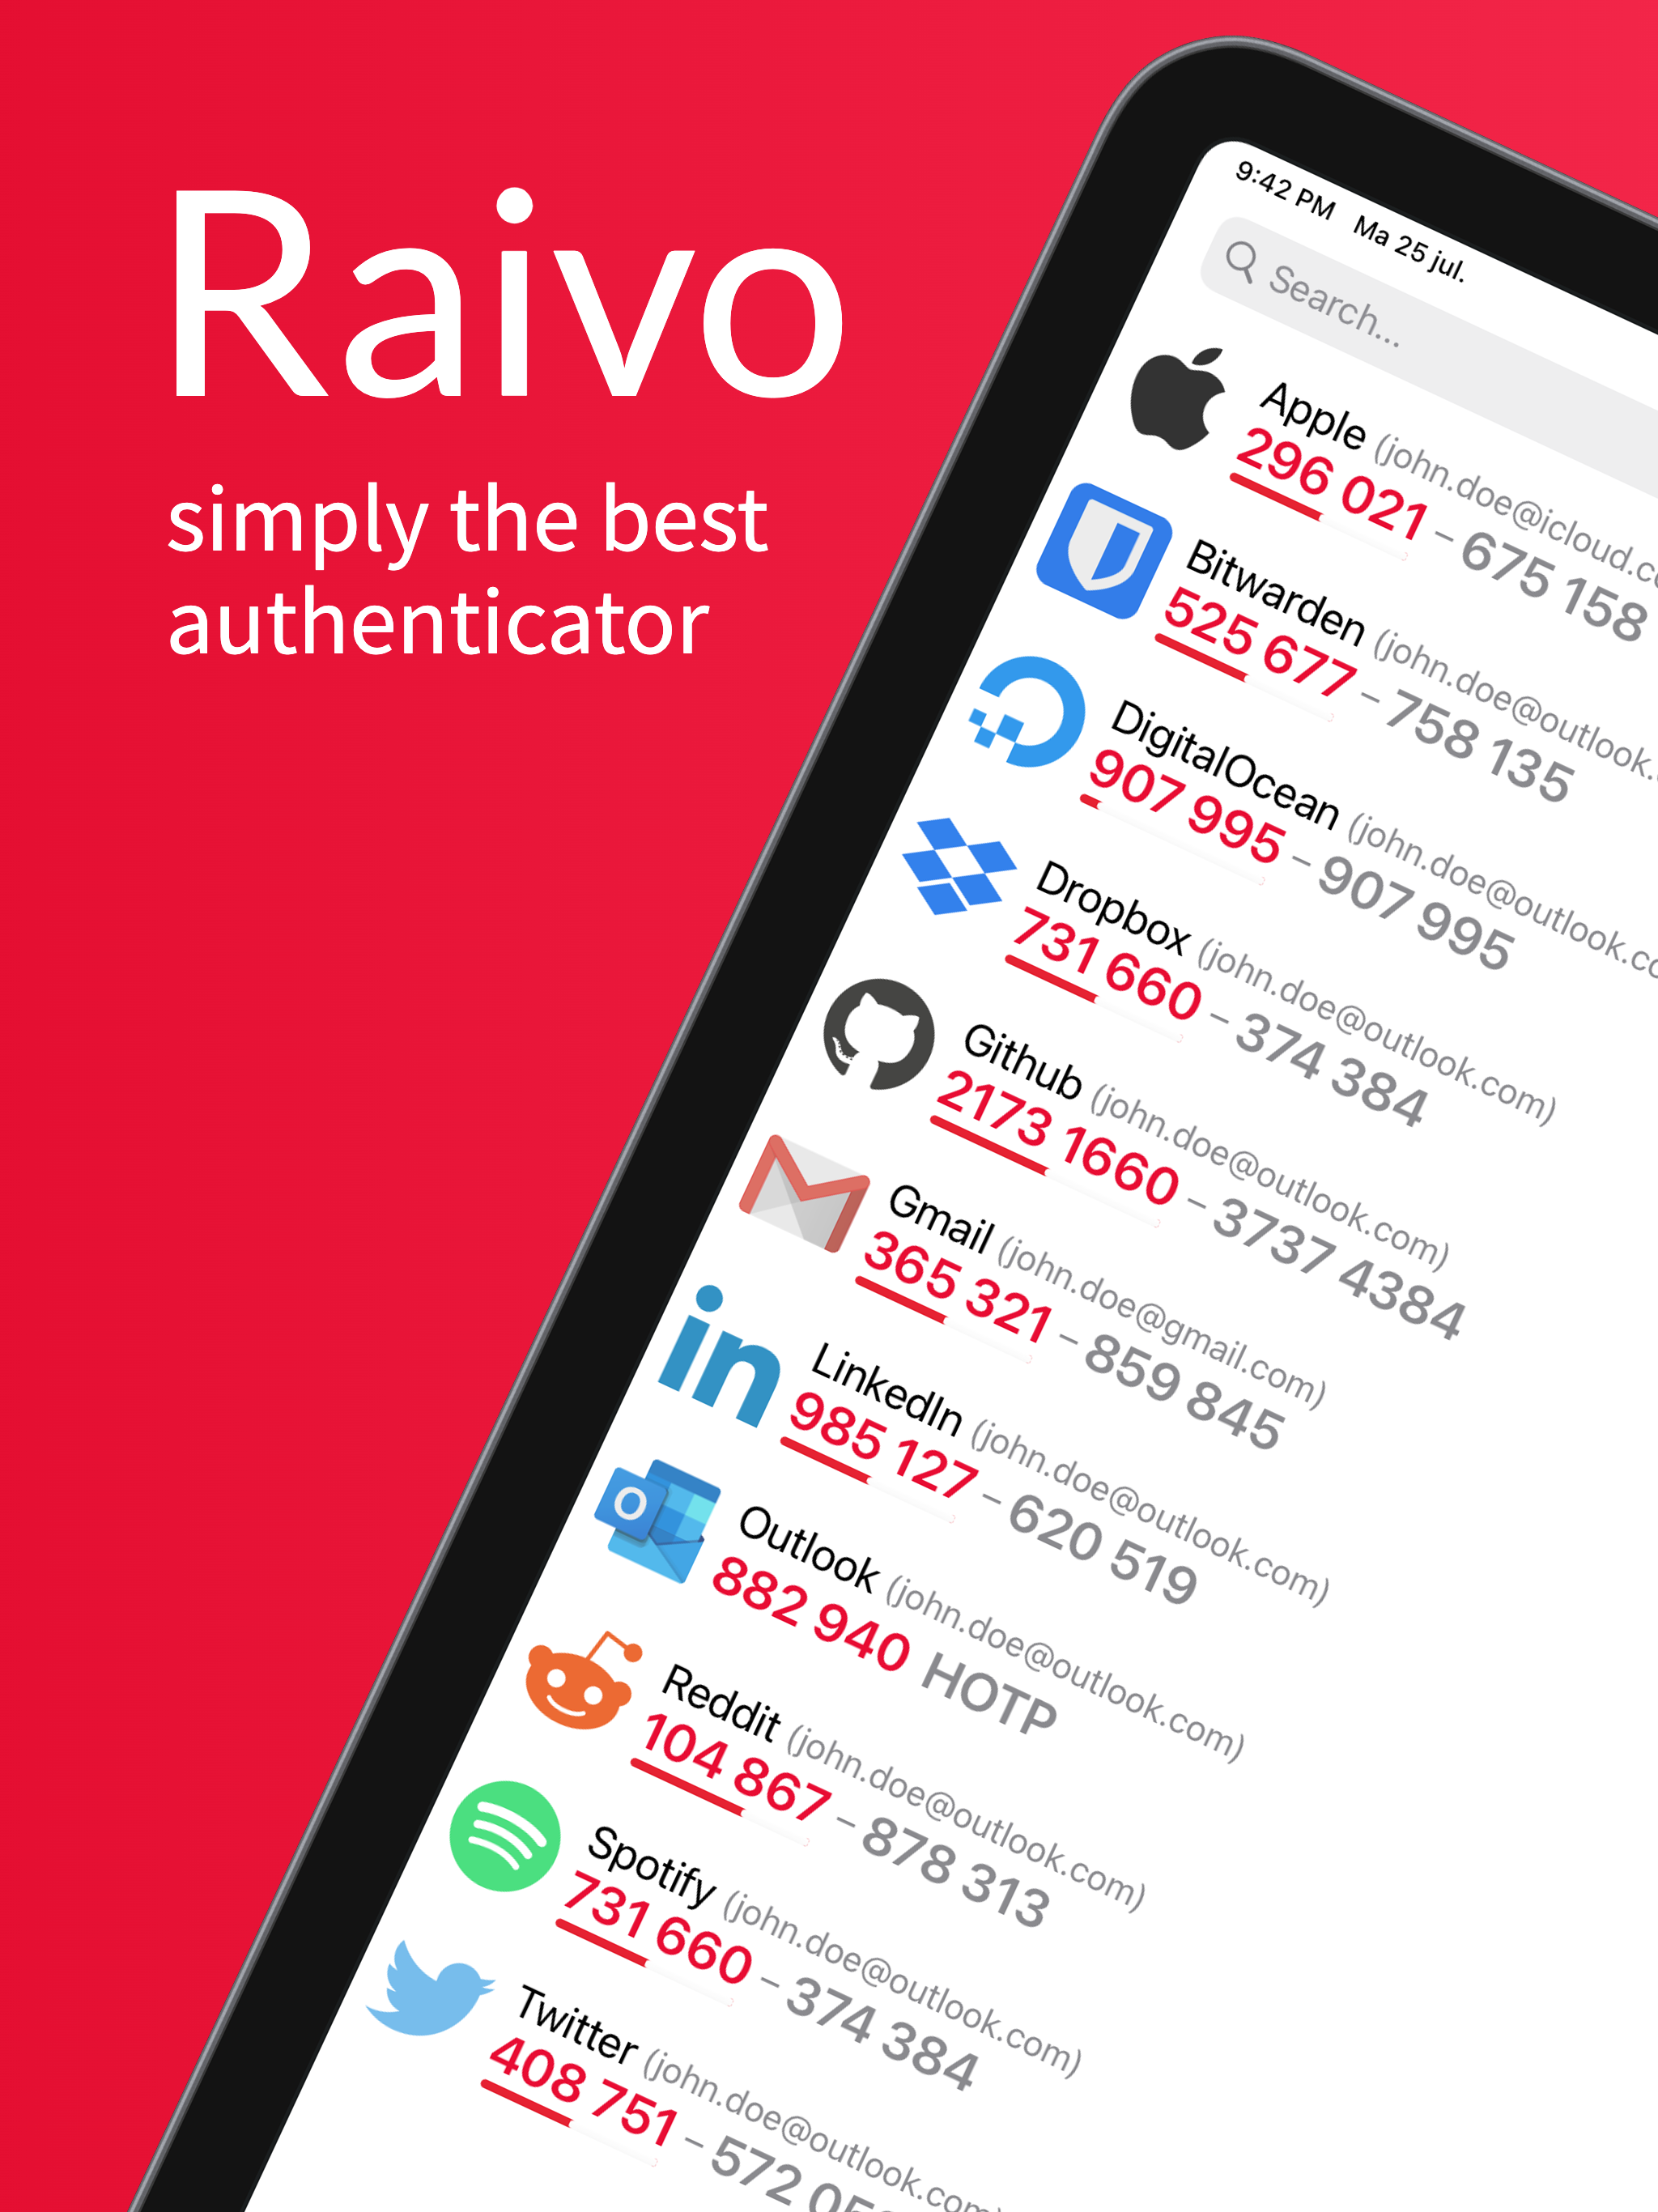 Raivo
simply the best
authenticator
9:42 PM Ma 25 jul.
Search...
Apple (john.doe@icloud.co
296 021 – 675 158
Bitwarden (john.doe@outlook.
525 677 – 758 135
DigitalOcean (john.doe@outlook.co
907 995 – 907 995
Dropbox (john.doe@outlook.com)
731 660 – 374 384
Github (john.doe@outlook.com)
2173 1660 – 3737 4384
Gmail (john.doe@gmail.com)
365 321 – 859 845
LinkedIn (john.doe@outlook.com)
985 127 – 620 519
Outlook (john.doe@outlook.com)
882 940 HOTP
Reddit (john.doe@outlook.com)
104 867 – 878 313
Spotify (john.doe@outlook.com)
731 660 – 374 384
Twitter (john.doe@outlook.com)
408 751 – 572